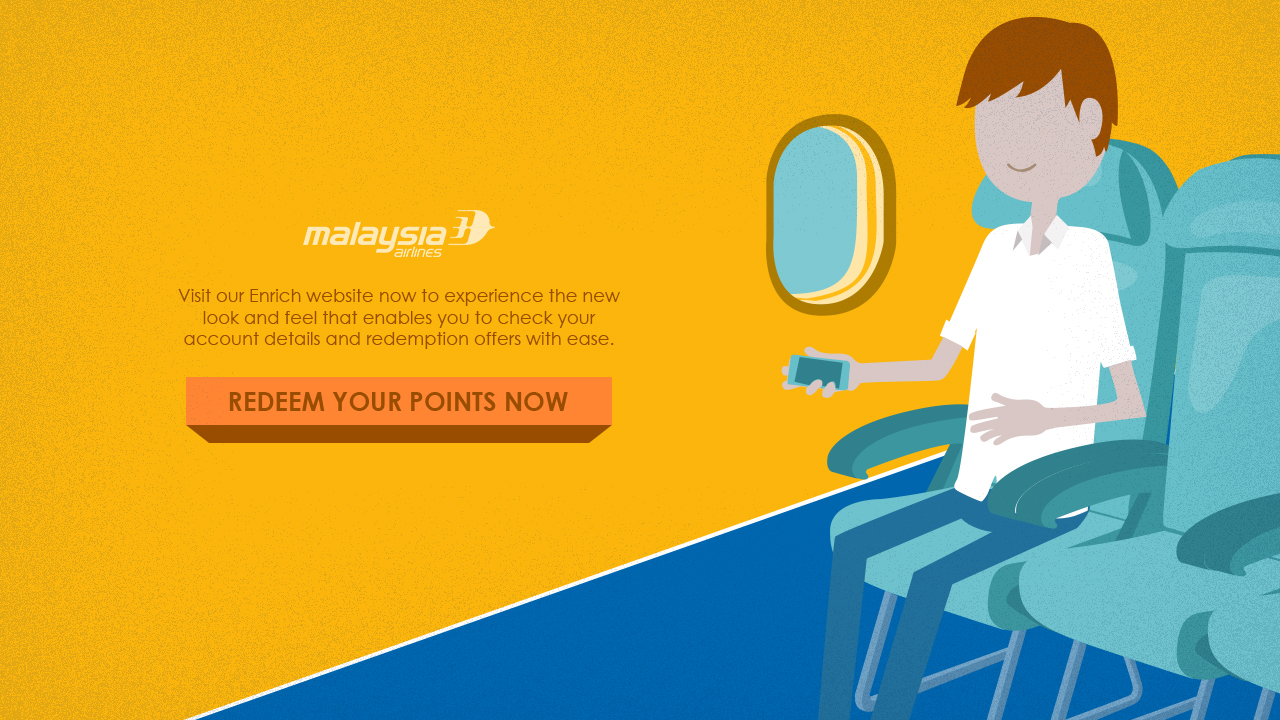 malaysia
airlines
Visit our Enrich website now to experience the new
look and feel that enables you to check your
account details and redemption offers with ease.
REDEEM YOUR POINTS NOW